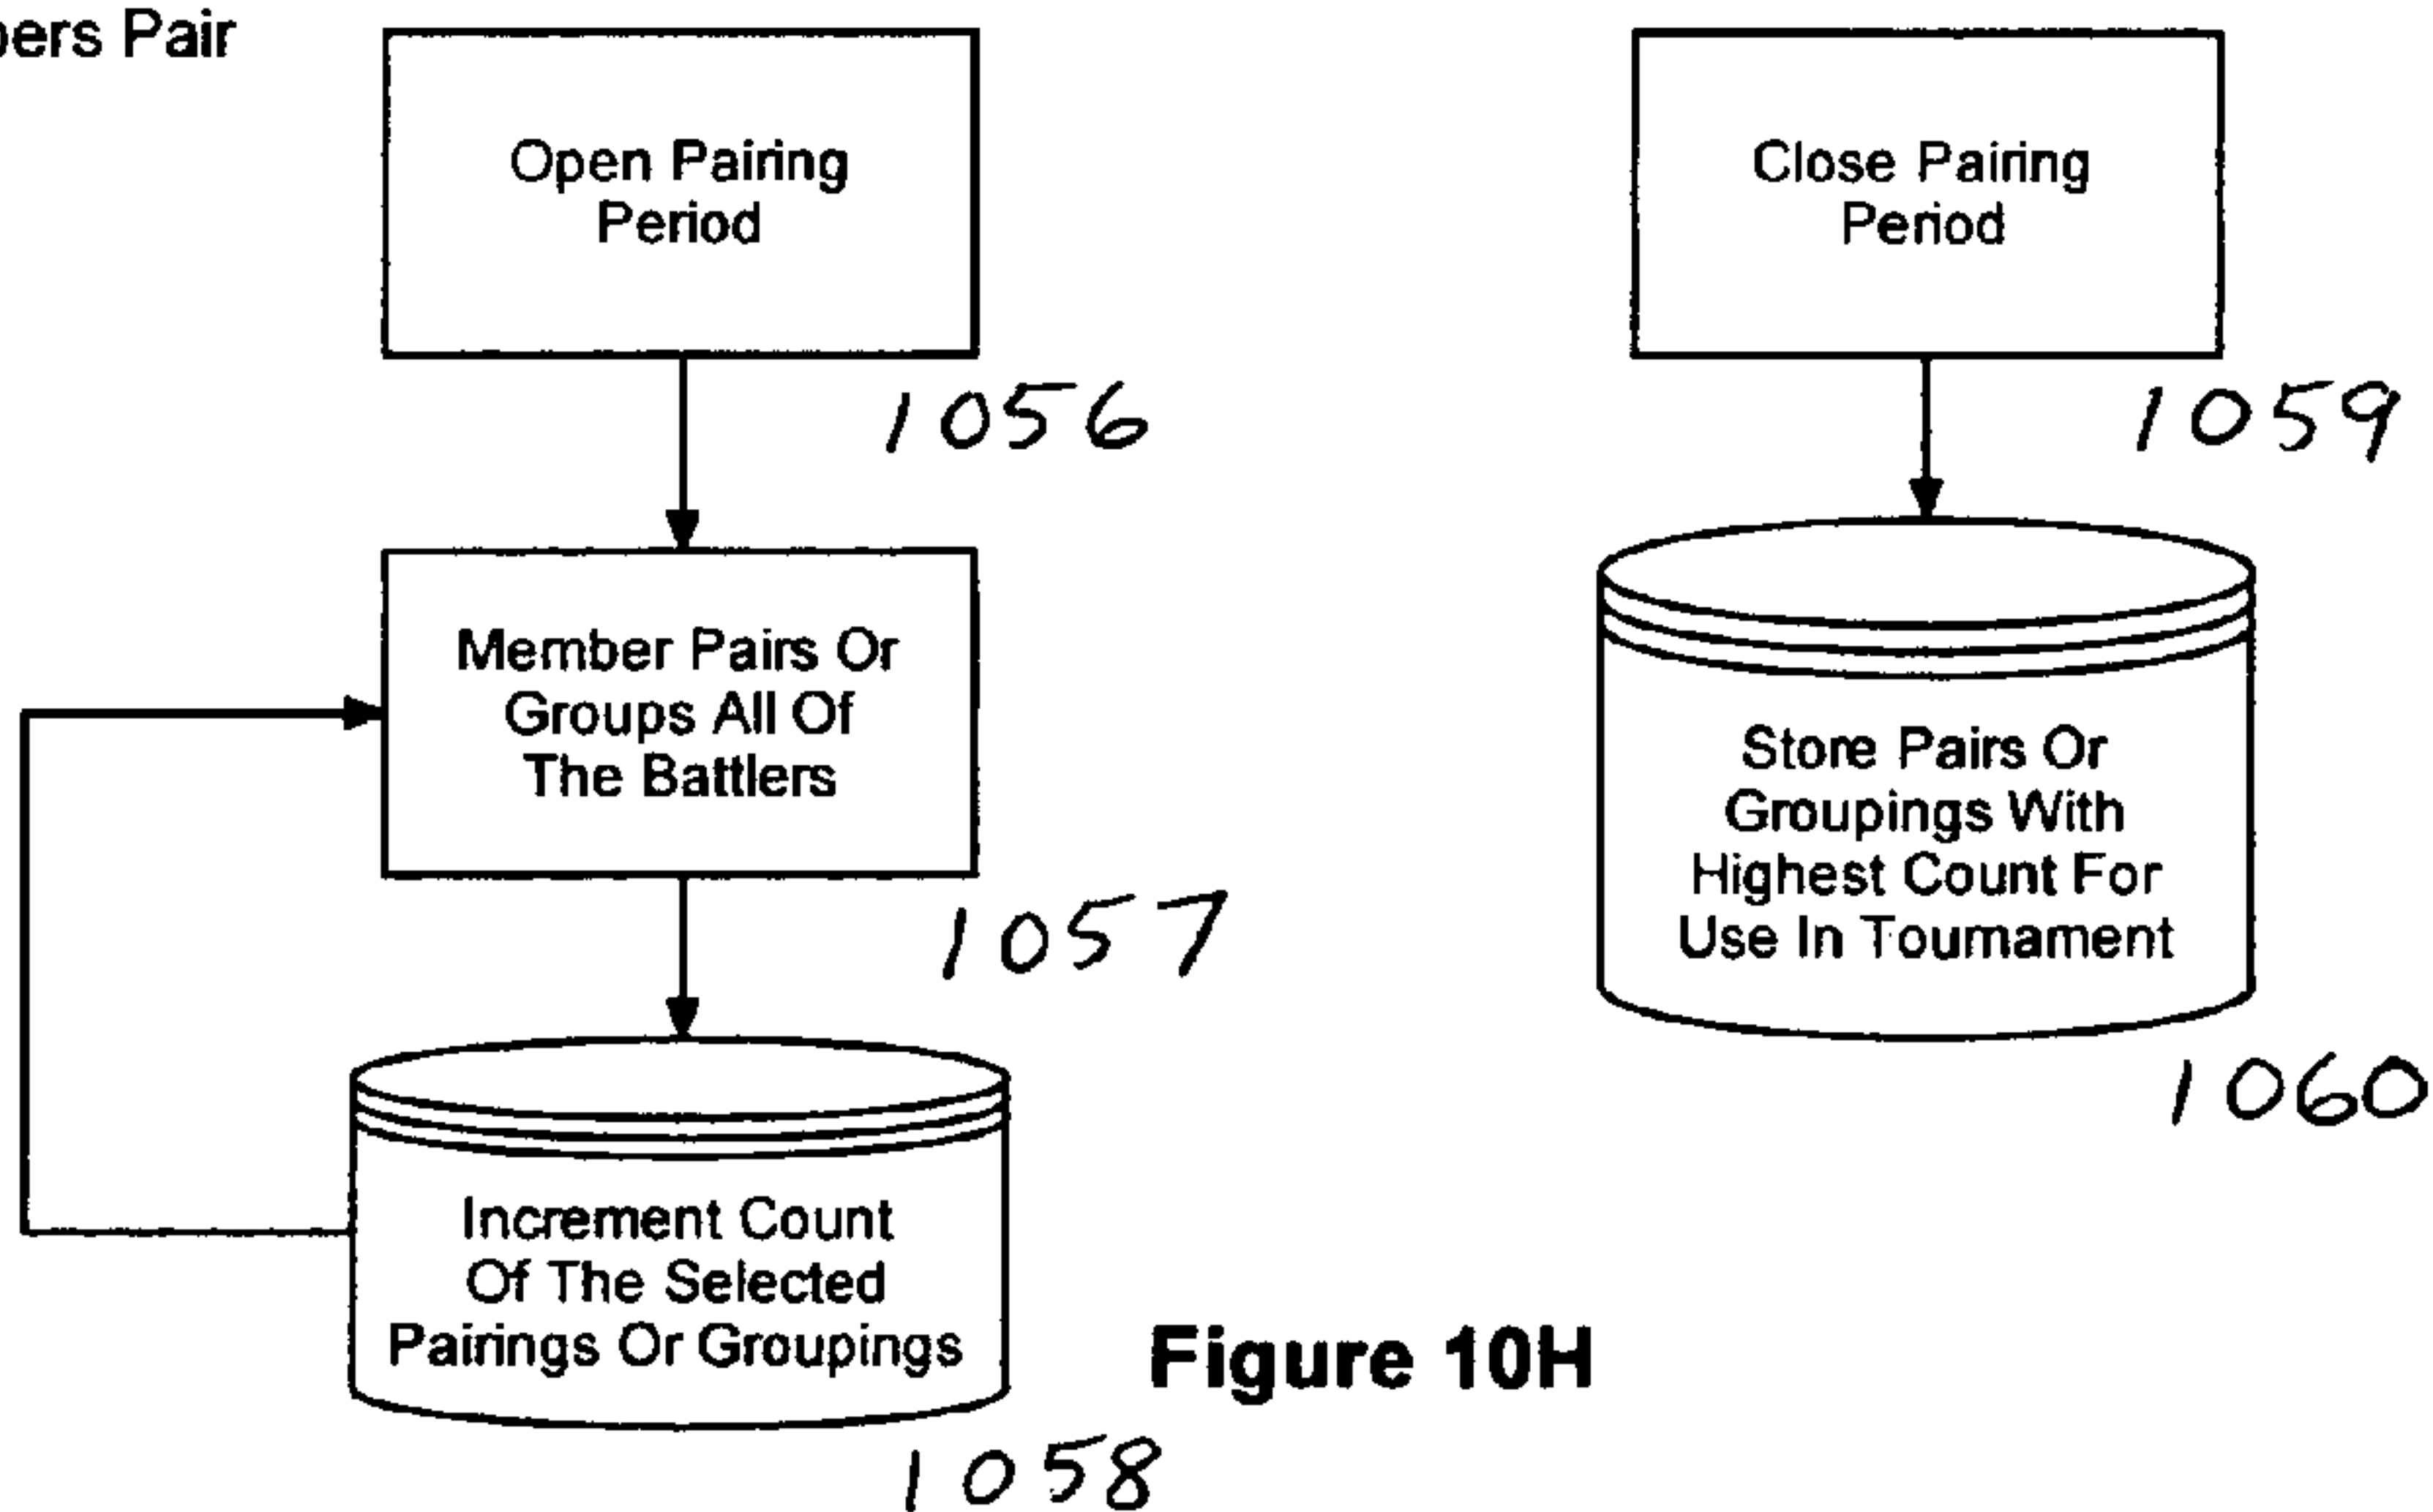 Pair
Open Pairing
Period
1056
Member Pairs Or
Groups All Of
The Battlers
1057
Increment Count
Of The Selected
Pairings Or Groupings
1058
Close Pairing
Period
1059
Store Pairs Or
Groupings With
Highest Count For
Use In Tournament
1060
Figure 10H